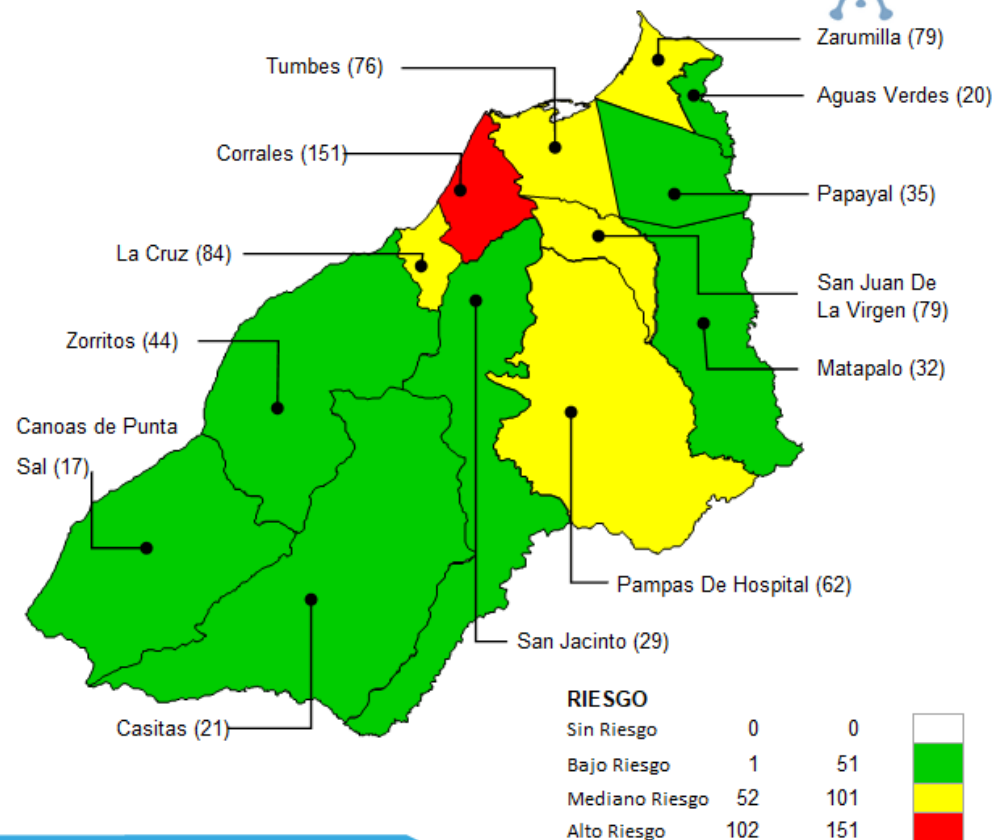 Zarumilla (79)
Tumbes (76)
Aguas Verdes (20)
Corrales (151)
Papayal (35)
La Cruz (84)
San Juan De
La Virgen (79)
Zorritos (44)
Matapalo (32)
Canoas de Punta
Sal (17)
Pampas De Hospital (62)
San Jacinto (29)
Casitas (21)
RIESGO
Sin Riesgo 0 0
Bajo Riesgo 1 51
Mediano Riesgo 52 101
Alto Riesgo 102 151